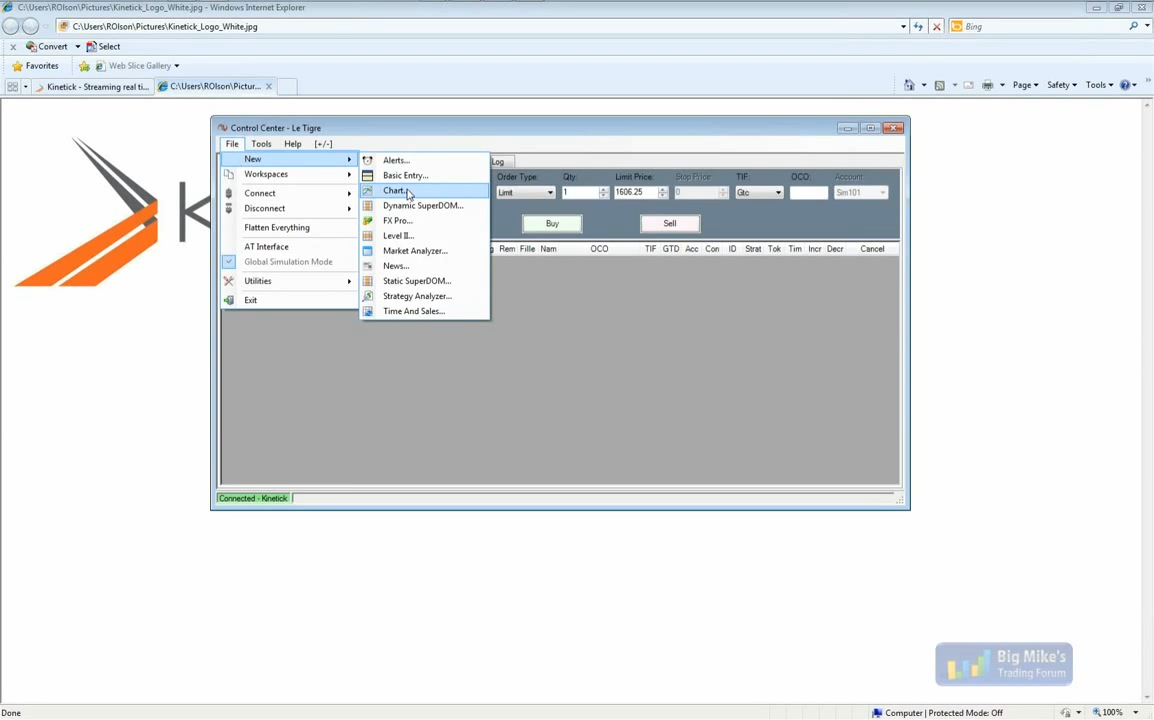 C:\Users\ROlson\Pictures\Kinetick_Logo_White.jpg - Windows Internet Explorer
C:\Users\ROlson\Pictures\Kinetick_Logo_White.jpg
Bing
Convert Select
Favorites Web Slice Gallery
Kinetick - Streaming real ti... C:\Users\ROlson\Pictur... Page Safety Tools
Control Center - Le Tigre
File Tools Help [+/-]
New
Workspaces
Connect
Disconnect
Flatten Everything
AT Interface
Global Simulation Mode
Utilities
Exit
Alerts...
Basic Entry...
Chart...
Dynamic SuperDOM...
FX Pro...
Level II...
Market Analyzer...
News...
Static SuperDOM...
Strategy Analyzer...
Time And Sales...
Log
Order Type: Qty: Limit Price: Stop Price: TIF: OCO: Account:
Limit 1 1606.25 0 Gtc Sim101
Buy Sell
Rem Fille Nam OCO TIF GTD Acc Con ID Strat Tok Tim Incr Decr Cancel
Connected - Kinetick
K
Big Mike's
Trading Forum
Done Computer | Protected Mode: Off 100%